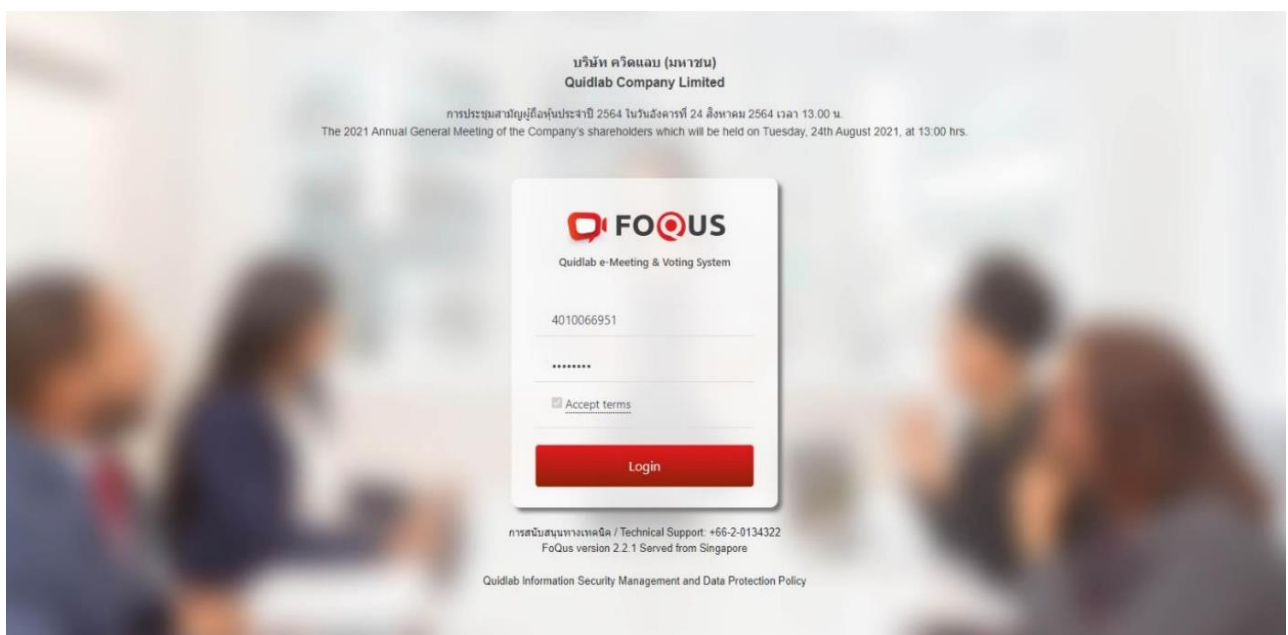 บริษัท ควิดแลบ (มหาชน)
Quidlab Company Limited
การประชุมสามัญผู้ถือหุ้นประจำปี 2564 ในวันอังคารที่ 24 สิงหาคม 2564 เวลา 13.00 น.
The 2021 Annual General Meeting of the Company's shareholders which will be held on Tuesday, 24th August 2021, at 13:00 hrs.
FOQUS
Quidlab e-Meeting & Voting System
4010066951
••••••••
Accept terms
Login
การสนับสนุนทางเทคนิค / Technical Support: +66-2-0134322
FoQus version 2.2.1 Served from Singapore
Quidlab Information Security Management and Data Protection Policy